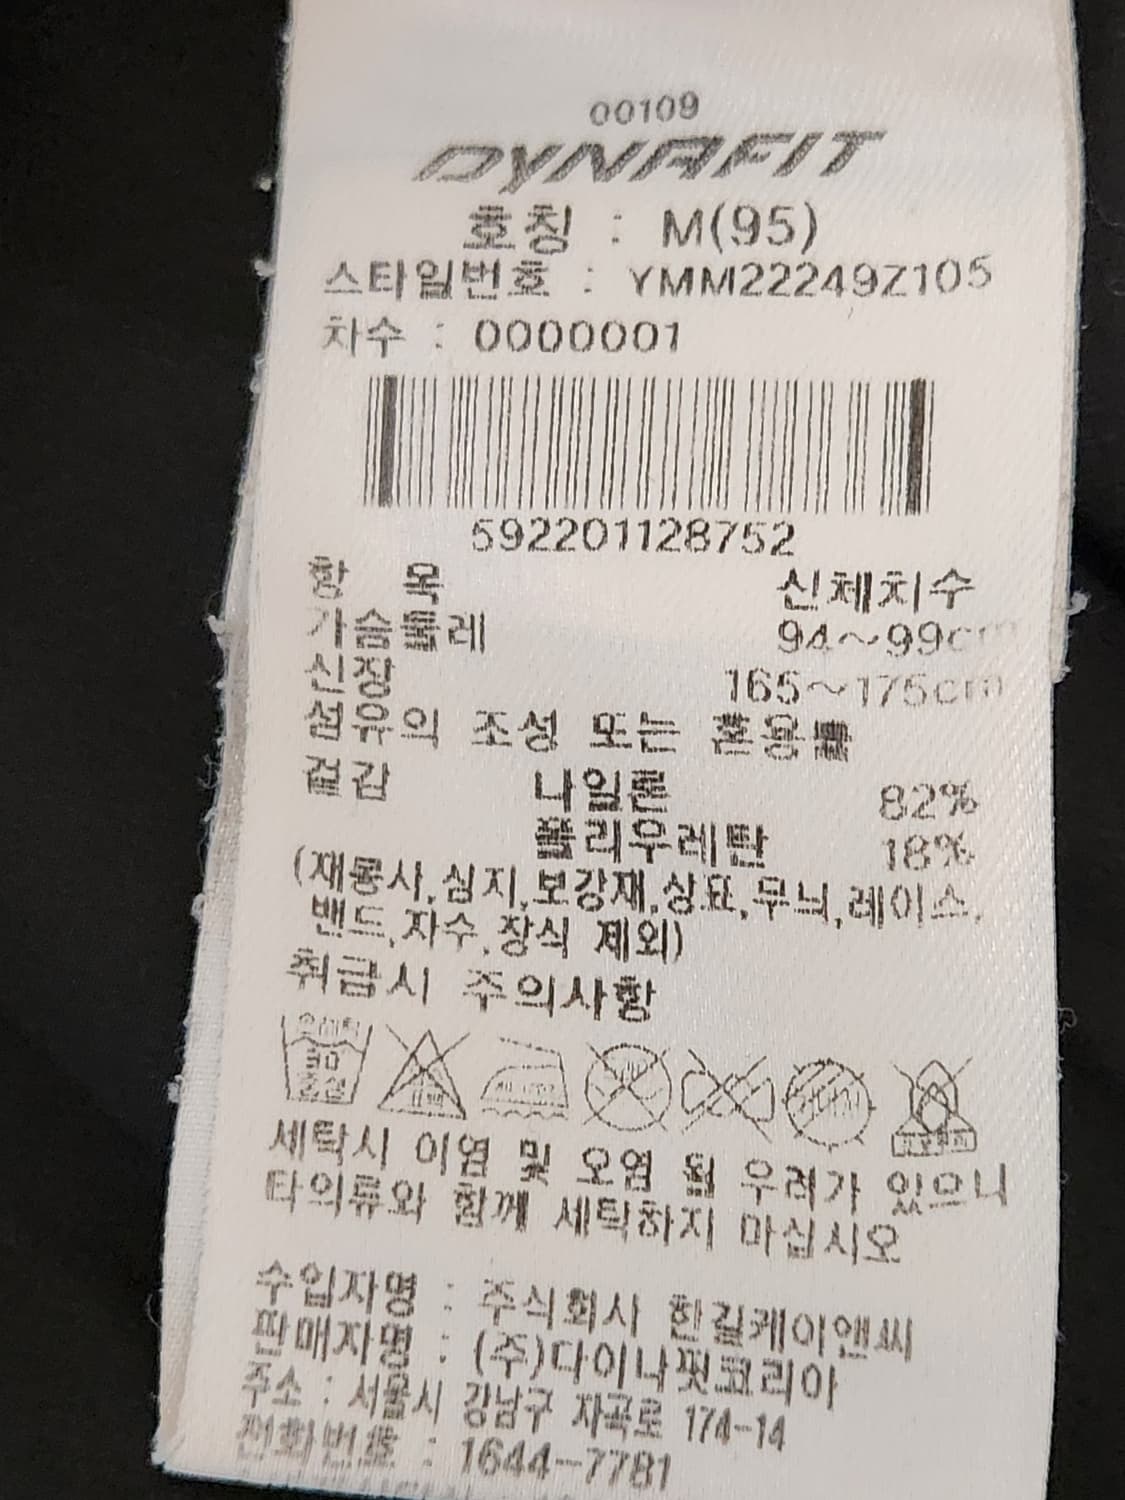 00109
DYNAFIT
호칭 : M(95)
스타일번호 : YMM22249Z105
차수 : 0000001
592201128752
항 목 신체치수
가슴둘레 94~99cm
신장 165~175cm
섬유의 조성 또는 혼용률
겉감 나일론 82%
폴리우레탄 18%
(재봉사,심지,보강재,상표,무늬,레이스,
밴드,자수,장식 제외)
취급시 주의사항
세탁시 이염 및 오염 될 우려가 있으니
타의류와 함께 세탁하지 마십시오
수입자명 : 주식회사 한길케이앤씨
판매자명 : (주)다이나핏코리아
주소 : 서울시 강남구 자곡로 174-14
전화번호 : 1644-7781